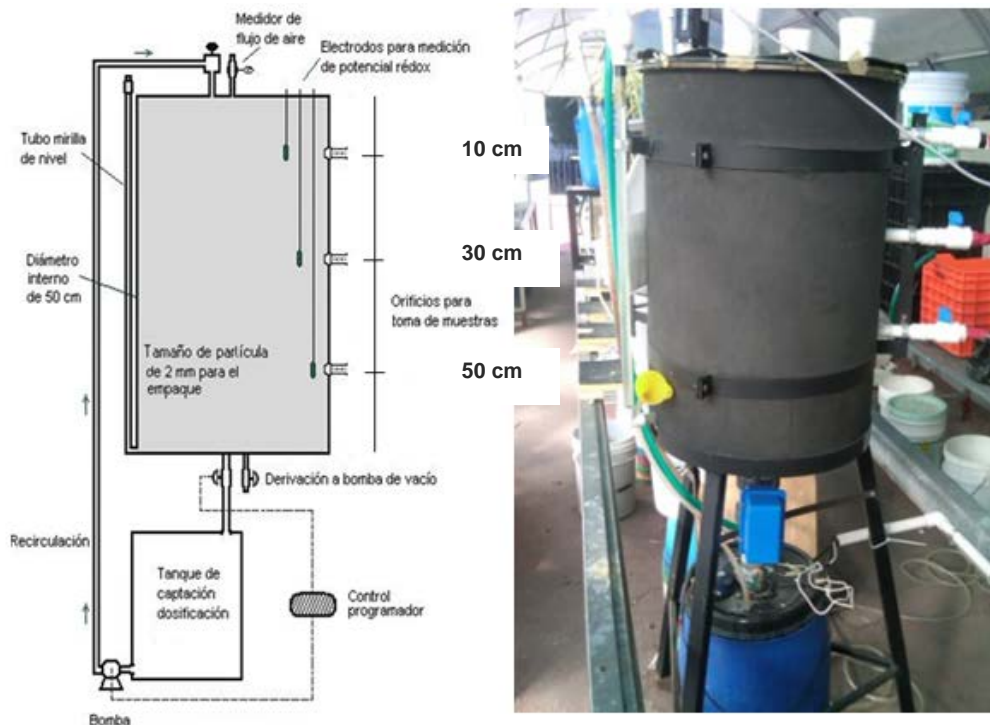 Medidor de
flujo de aire
Electrodos para medición
de potencial rédox
Tubo mirilla
de nivel
10 cm
30 cm
Diámetro
interno
de 50 cm
Orificios para
toma de muestras
Tamaño de partícula
de 2 mm para el
empaque
50 cm
Derivación a bomba de vacío
Recirculación
Tanque de
captación
dosificación
Control
programador
Bomba